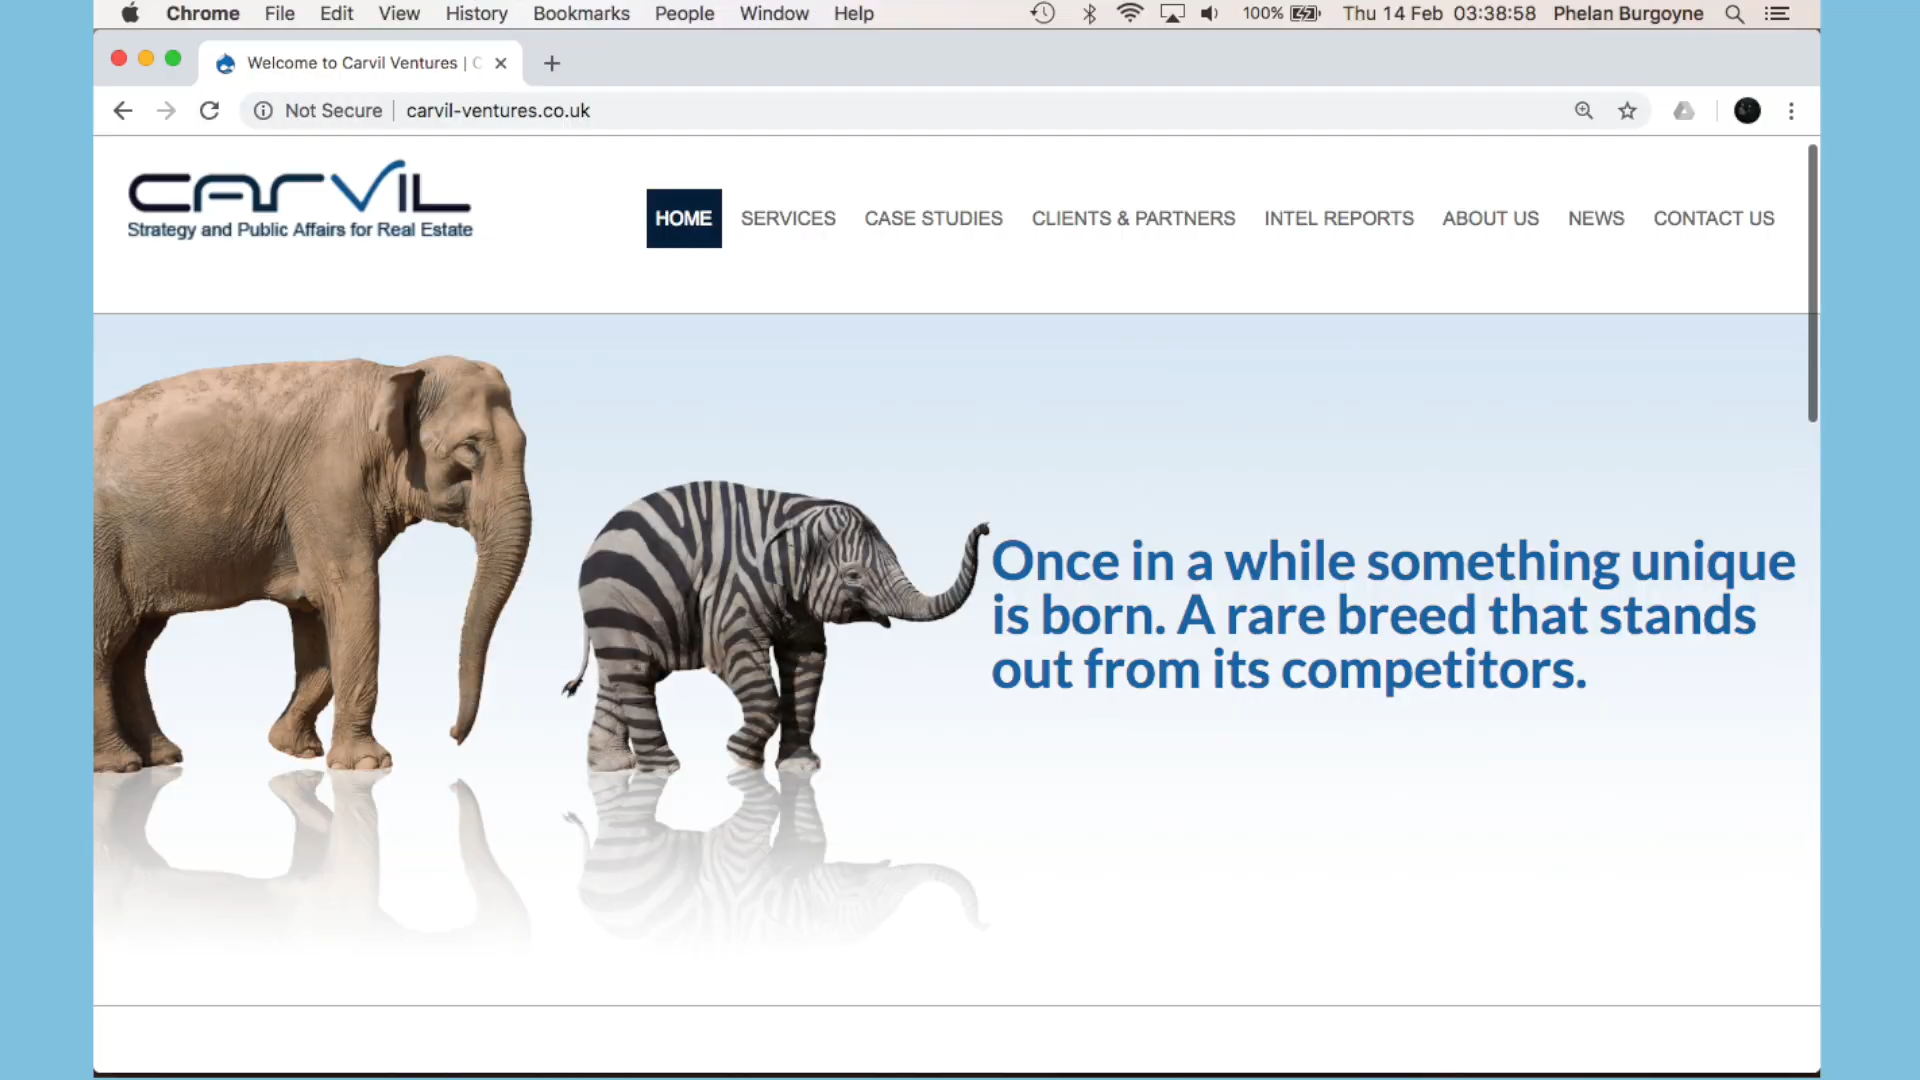 Chrome File Edit View History Bookmarks People Window Help 100% Thu 14 Feb 03:38:58 Phelan Burgoyne
Welcome to Carvil Ventures | C
Not Secure carvil-ventures.co.uk
CARVIL
Strategy and Public Affairs for Real Estate
HOME SERVICES CASE STUDIES CLIENTS & PARTNERS INTEL REPORTS ABOUT US NEWS CONTACT US
Once in a while something unique
is born. A rare breed that stands
out from its competitors.